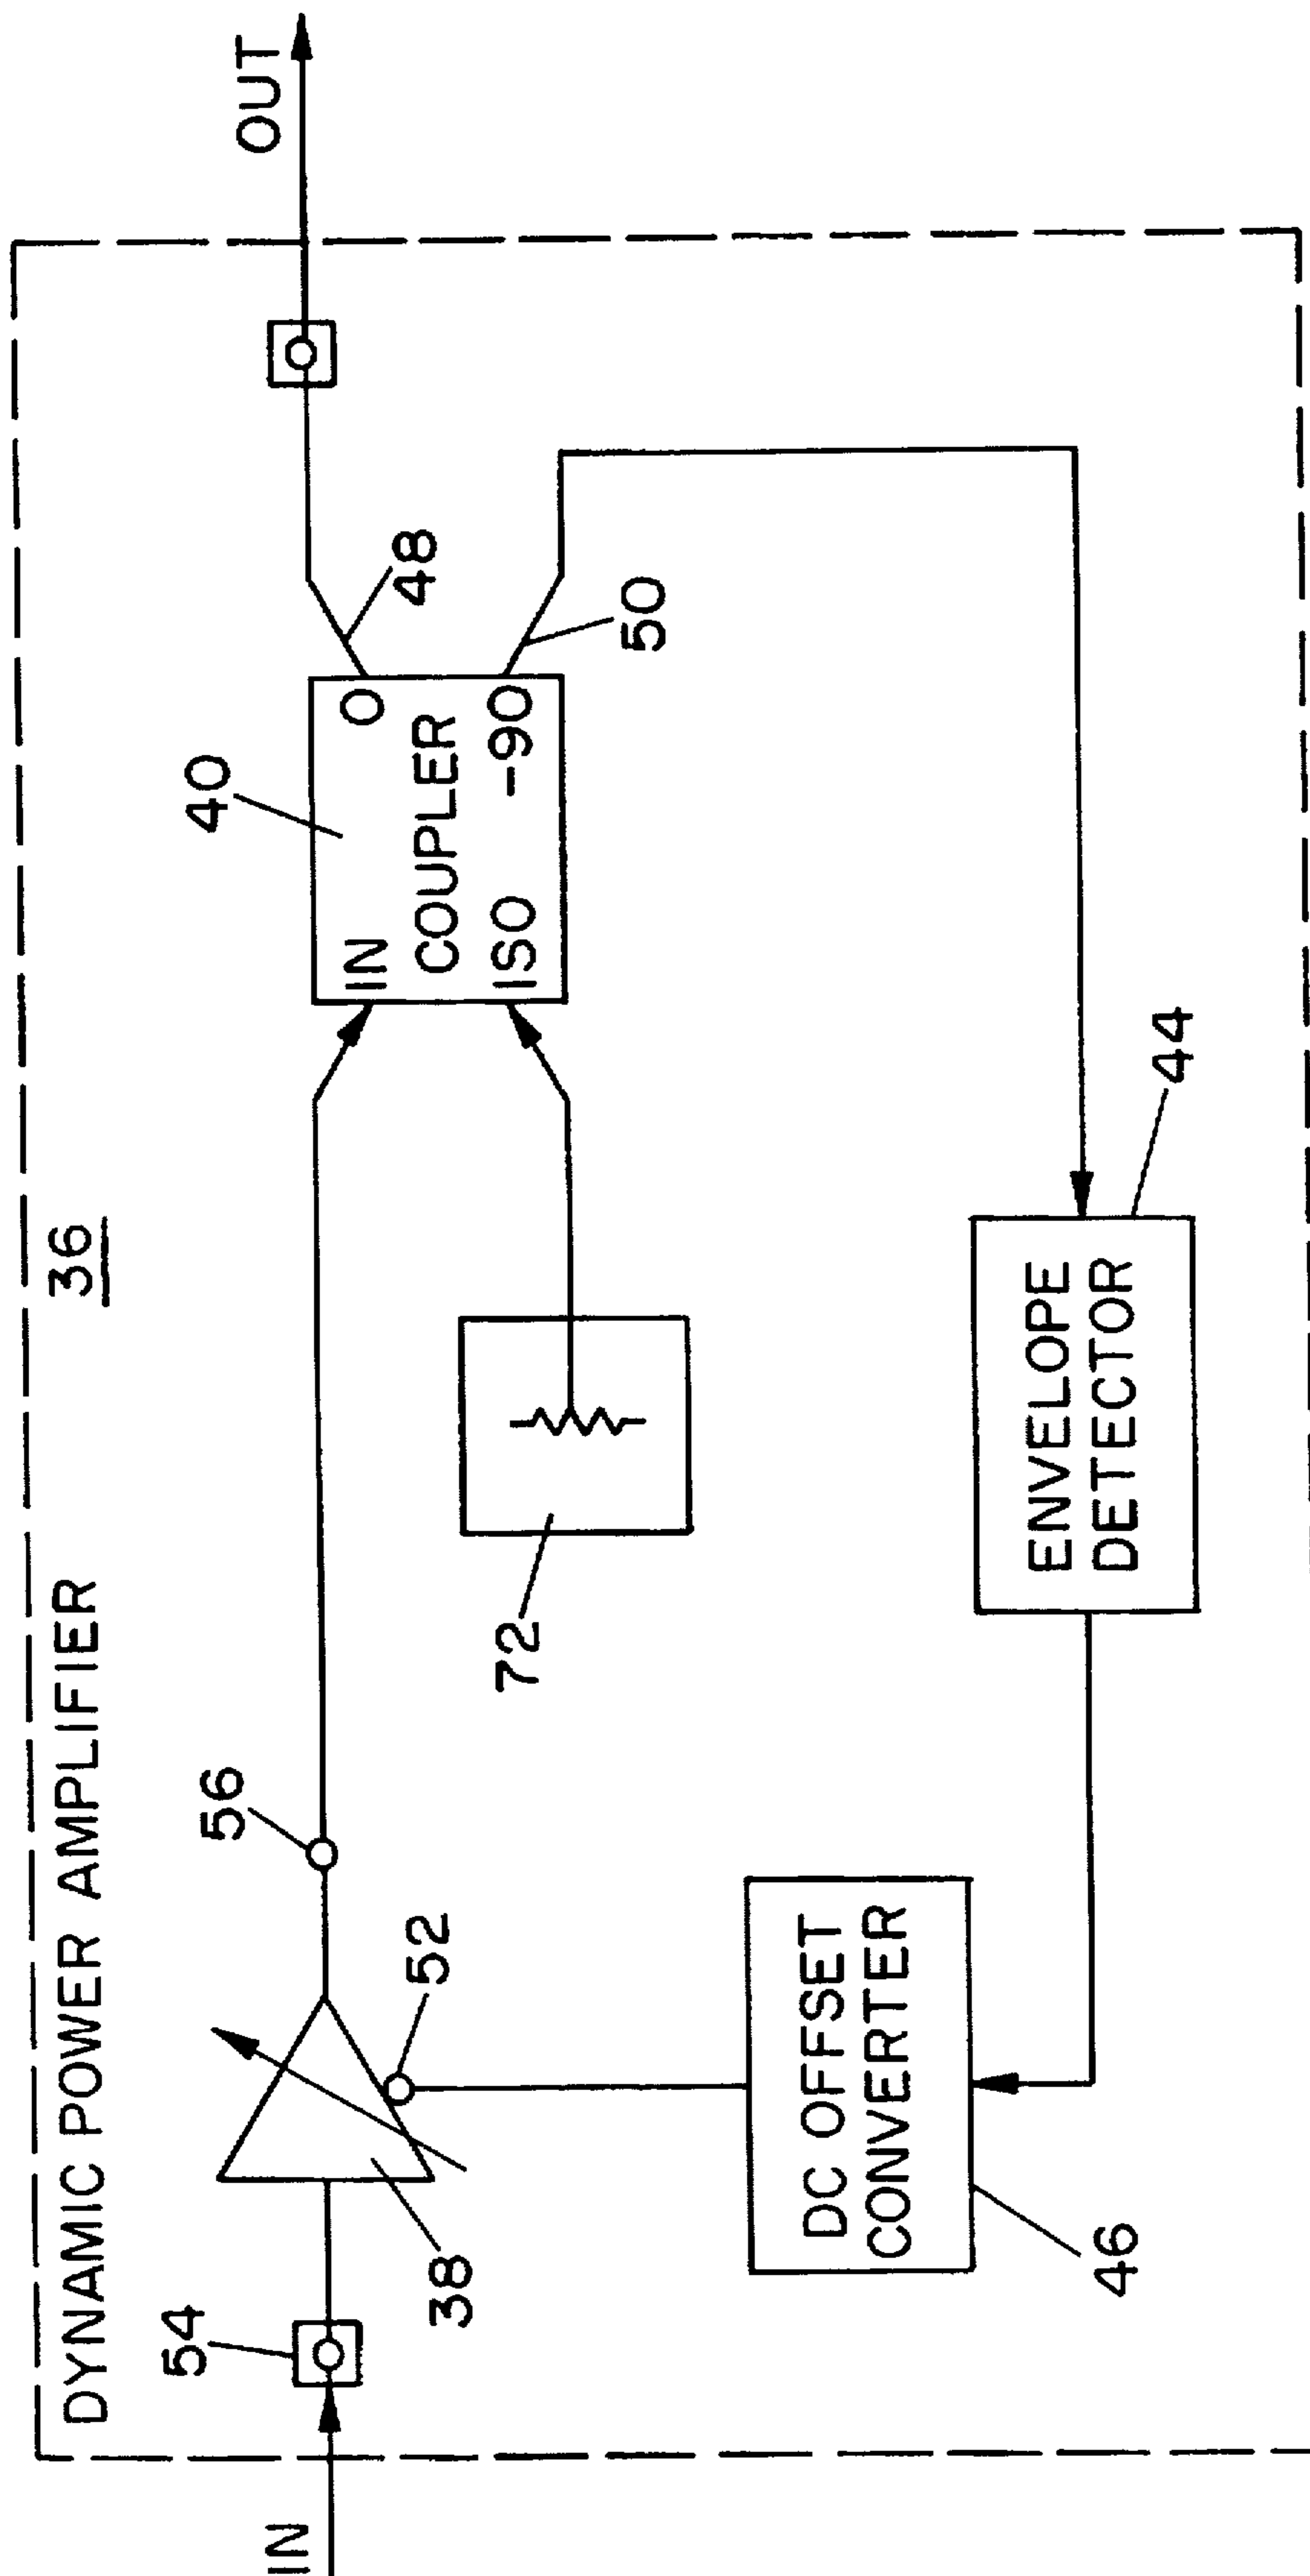 DYNAMIC POWER AMPLIFIER
36
IN
54
38
56
52
40
IN
0
COUPLER
ISO
-90
48
50
OUT
72
DC OFFSET
CONVERTER
46
ENVELOPE
DETECTOR
44